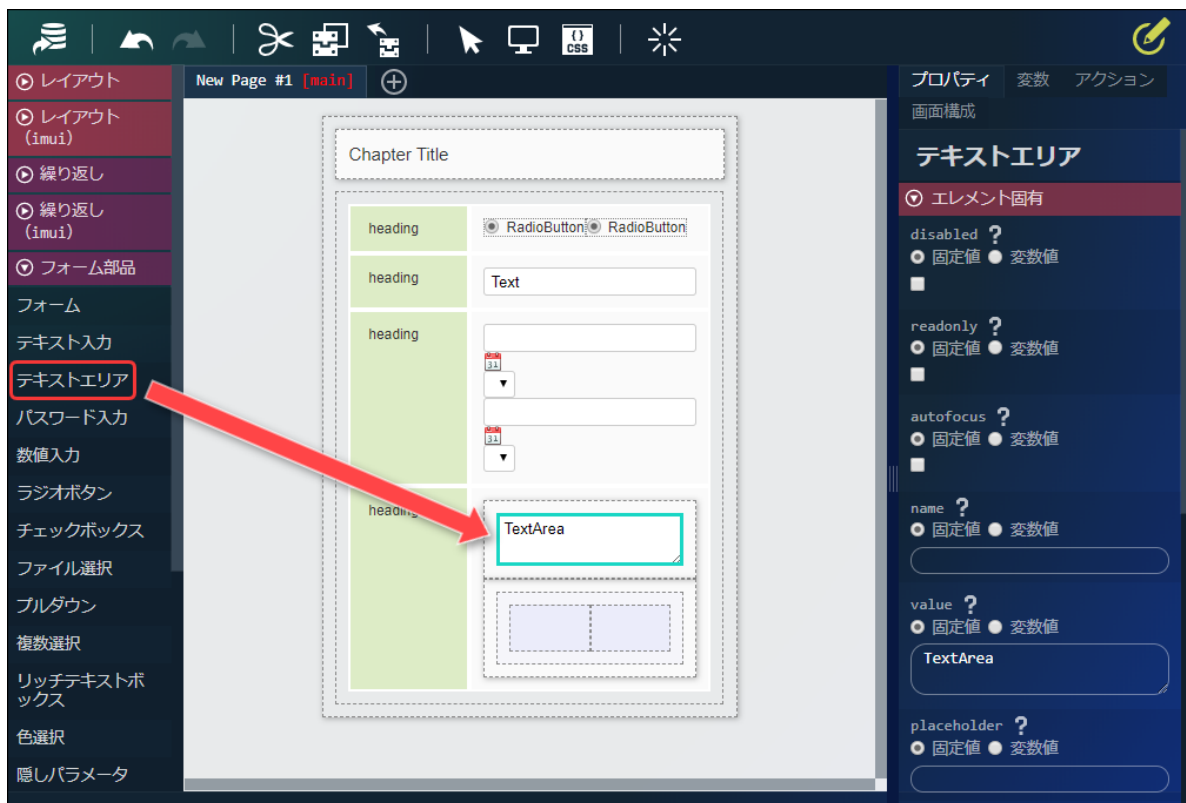 {} CSS
レイアウト
レイアウト
(imui)
繰り返し
繰り返し
(imui)
フォーム部品
フォーム
テキスト入力
テキストエリア
パスワード入力
数値入力
ラジオボタン
チェックボックス
ファイル選択
プルダウン
複数選択
リッチテキストボ
ックス
色選択
隠しパラメータ
New Page #1 [main]
Chapter Title
heading
RadioButton RadioButton
heading
Text
heading
31
31
heading
TextArea
プロパティ 変数 アクション
画面構成
テキストエリア
エレメント固有
disabled ?
固定値 変数値
readonly ?
固定値 変数値
autofocus ?
固定値 変数値
name ?
固定値 変数値
value ?
固定値 変数値
TextArea
placeholder ?
固定値 変数値